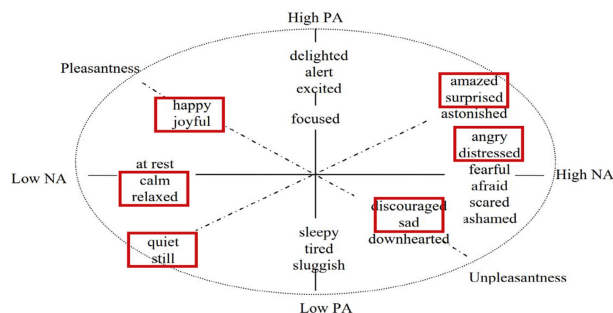 High PA
delighted
alert
excited
focused
Pleasantness
happy
joyful
amazed
surprised
astonished
angry
distressed
fearful
afraid
scared
ashamed
Low NA
at rest
calm
relaxed
High NA
discouraged
sad
downhearted
quiet
still
sleepy
tired
sluggish
Unpleasantness
Low PA